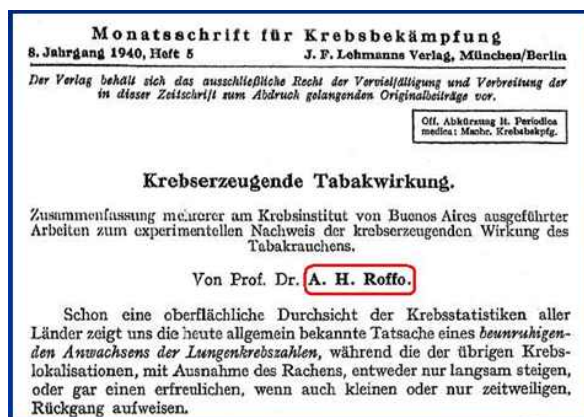 Monatsschrift für Krebsbekämpfung
8. Jahrgang 1940, Heft 5 J. F. Lehmanns Verlag, München/Berlin
Der Verlag behält sich das ausschließliche Recht der Vervielfältigung und Verbreitung der
in dieser Zeitschrift zum Abdruck gelangenden Originalbeiträge vor.
Off. Abkürzung lt. Periodica
medica: Mschr. Krebsbekpfg.
Krebserzeugende Tabakwirkung.
Zusammenfassung mehrerer am Krebsinstitut von Buenos Aires ausgeführter
Arbeiten zum experimentellen Nachweis der krebserzeugenden Wirkung des
Tabakrauchens.
Von Prof. Dr. A. H. Roffo.
Schon eine oberflächliche Durchsicht der Krebsstatistiken aller
Länder zeigt uns die heute allgemein bekannte Tatsache eines beunruhigen-
den Anwachsens der Lungenkrebszahlen, während die der übrigen Krebs-
lokalisationen, mit Ausnahme des Rachens, entweder nur langsam steigen,
oder gar einen erfreulichen, wenn auch kleinen oder nur zeitweiligen,
Rückgang aufweisen.